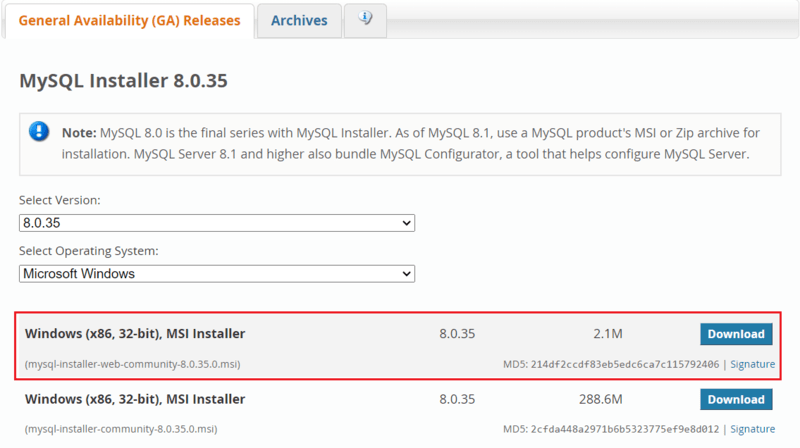 General Availability (GA) Releases
Archives
MySQL Installer 8.0.35
Note: MySQL 8.0 is the final series with MySQL Installer. As of MySQL 8.1, use a MySQL product's MSI or Zip archive for
installation. MySQL Server 8.1 and higher also bundle MySQL Configurator, a tool that helps configure MySQL Server.
Select Version:
8.0.35
Select Operating System:
Microsoft Windows
Windows (x86, 32-bit), MSI Installer 8.0.35 2.1M Download
(mysql-installer-web-community-8.0.35.0.msi) MD5: 214df2ccdf83eb5edc6ca7c115792406 | Signature
Windows (x86, 32-bit), MSI Installer 8.0.35 288.6M Download
(mysql-installer-community-8.0.35.0.msi) MD5: 2cfda448a2971b6b5323775ef9e8d012 | Signature